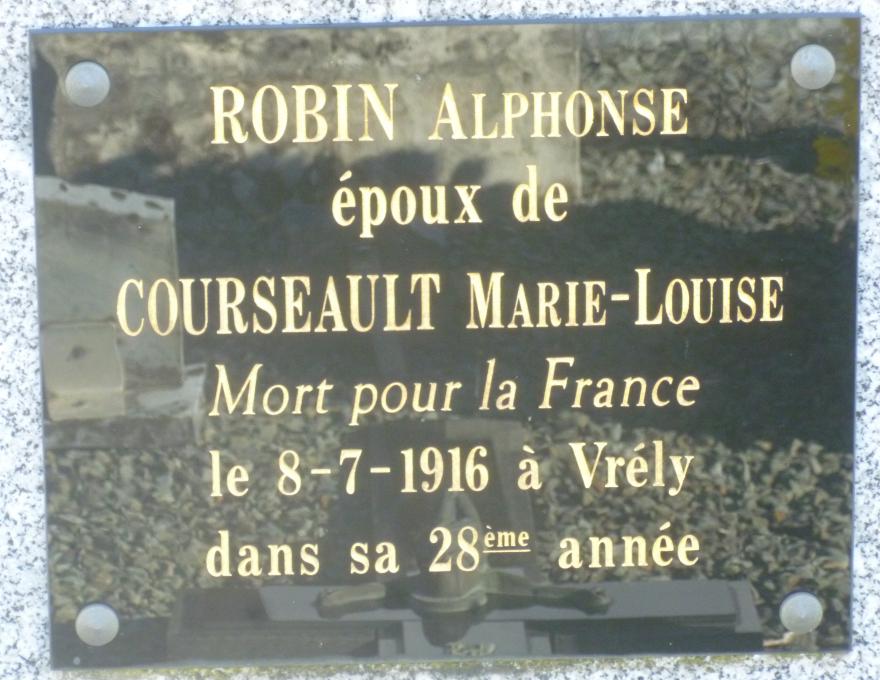 ROBIN ALPHONSE
époux de
COURSEAULT MARIE-LOUISE
Mort pour la France
le 8-7-1916 à Vrély
dans sa 28ème année